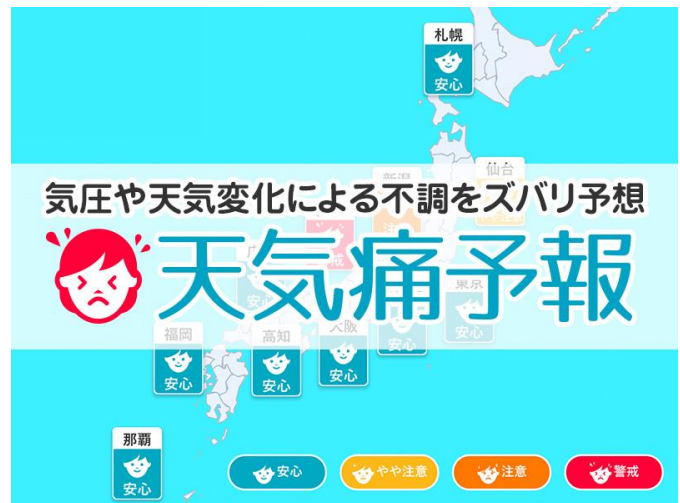 札幌
安心
新潟
仙台
気圧や天気変化による不調をズバリ予想
天気痛予報
東京
福岡
高知
大阪
安心
安心
安心
安心
安心
那覇
安心
安心
やや注意
注意
警戒